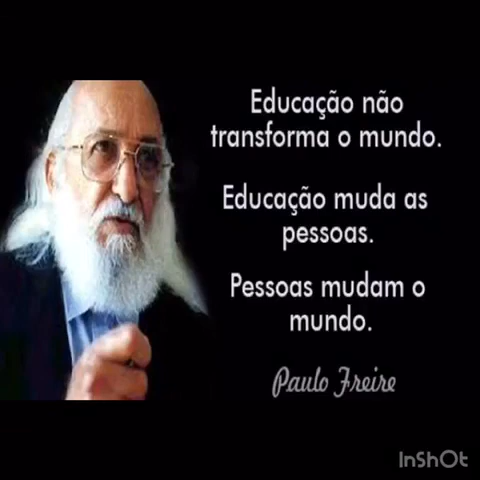 Educação não
transforma o mundo.
Educação muda as
pessoas.
Pessoas mudam o
mundo.
Paulo Freire
InShOt